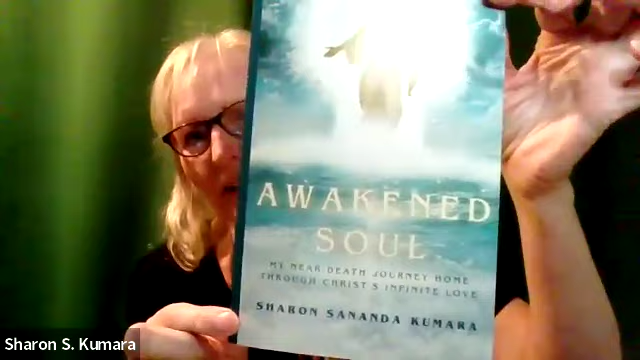 AWAKENED
SOUL
MY NEAR DEATH JOURNEY HOME
THROUGH CHRIST'S INFINITE LOVE
SHARON SANANDA KUMARA
Sharon S. Kumara